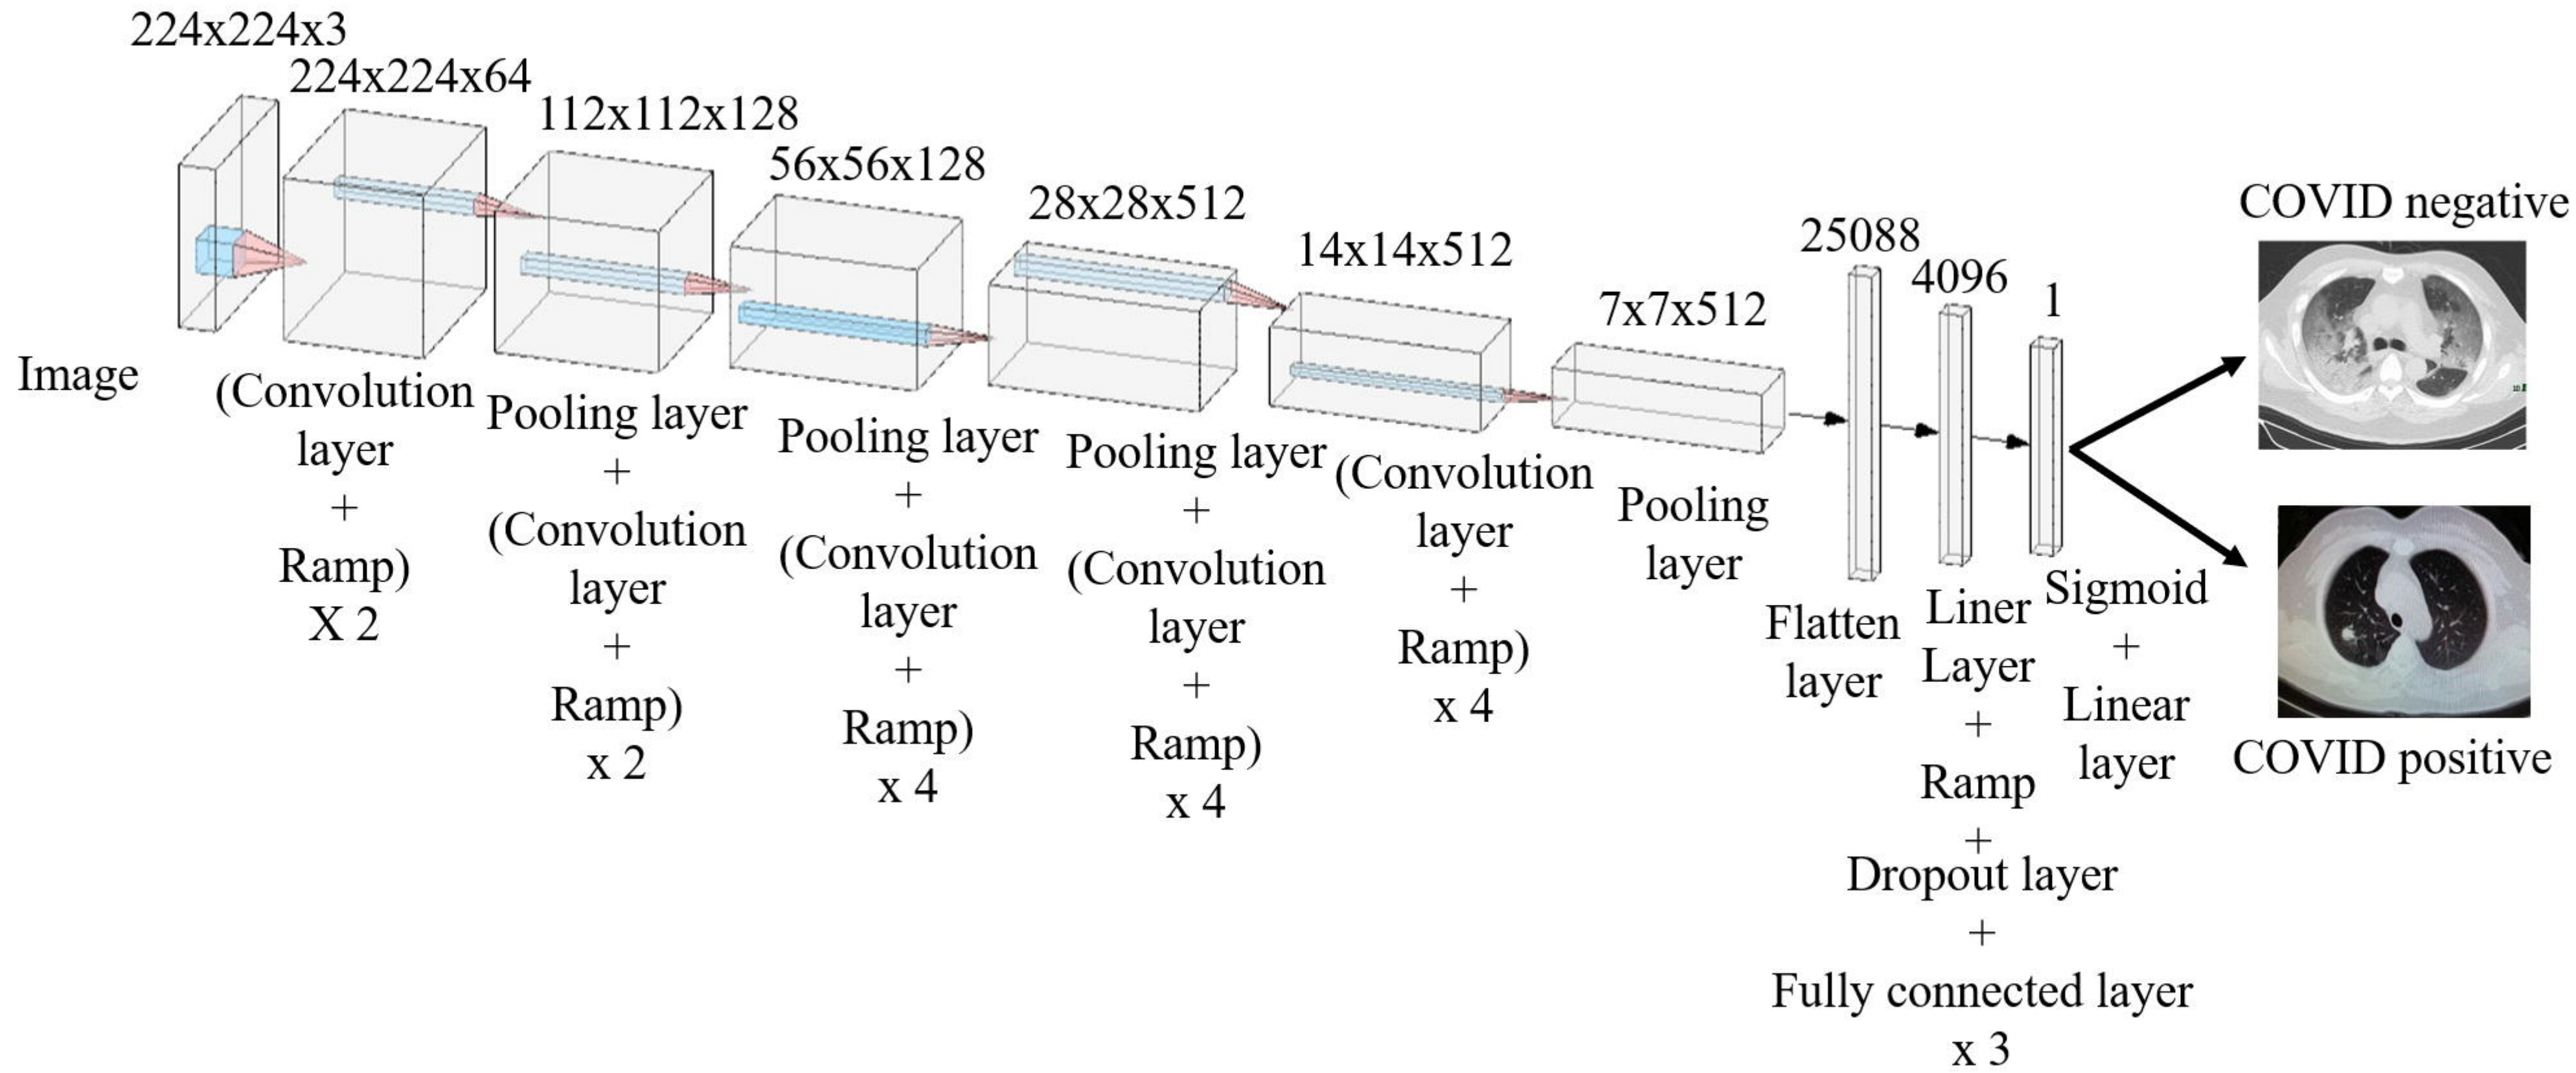 224x224x3
224x224x64
112x112x128
56x56x128
28x28x512
14x14x512
7x7x512
25088
4096
1
Image
(Convolution
layer
+
Ramp)
X 2
Pooling layer
+
(Convolution
layer
+
Ramp)
x 2
Pooling layer
+
(Convolution
layer
+
Ramp)
x 4
Pooling layer
+
(Convolution
layer
+
Ramp)
x 4
(Convolution
layer
+
Ramp)
x 4
Pooling
layer
Flatten
layer
Liner
Layer
+
Ramp
+
Dropout layer
+
Fully connected layer
x 3
Sigmoid
+
Linear
layer
COVID negative
COVID positive